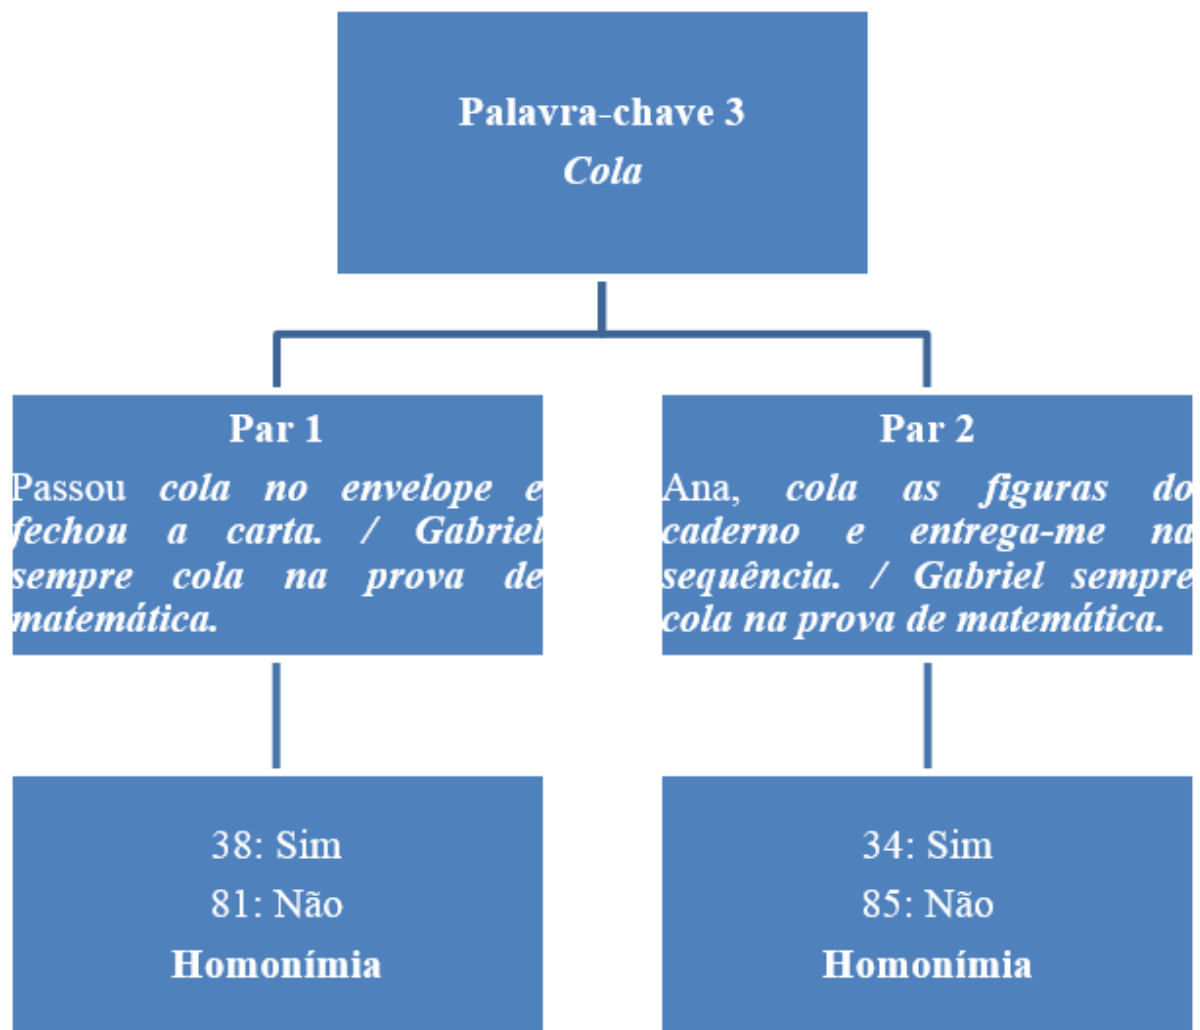 Palavra-chave 3
Cola
Par 1
Passou cola no envelope e
fechou a carta. / Gabriel
sempre cola na prova de
matemática.
Par 2
Ana, cola as figuras do
caderno e entrega-me na
sequência. / Gabriel sempre
cola na prova de matemática.
38: Sim
81: Não
Homonímia
34: Sim
85: Não
Homonímia